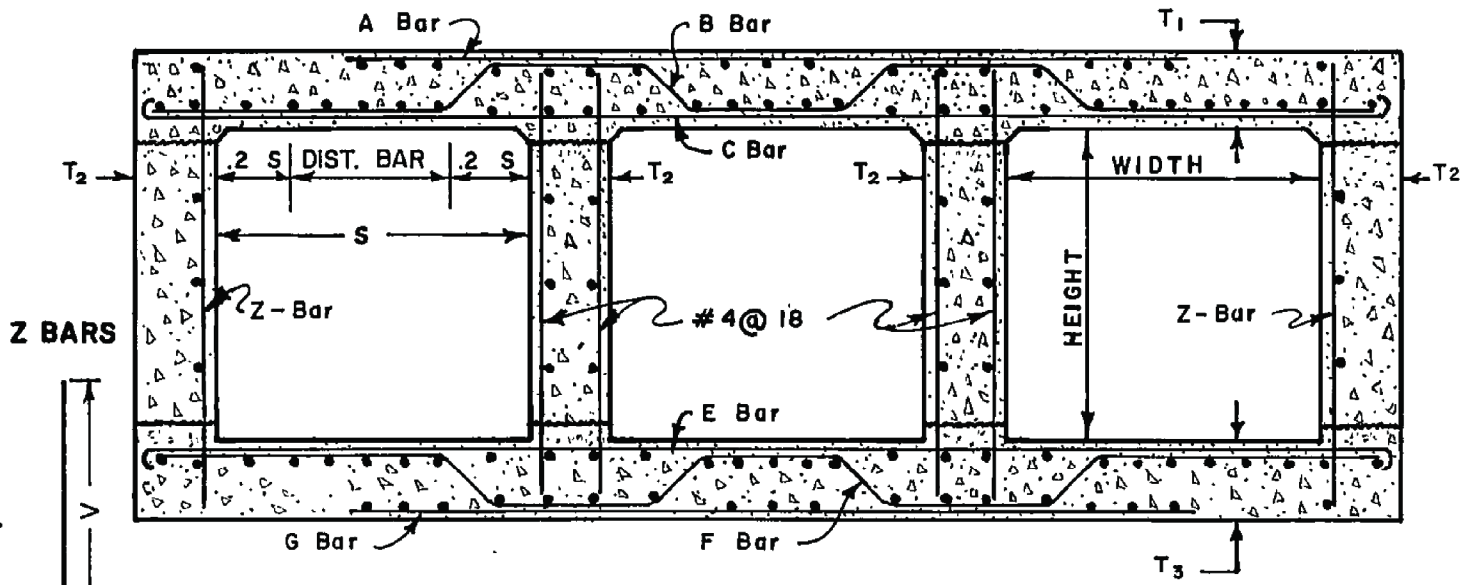 A Bar
B Bar
T1
C Bar
.2 S
DIST. BAR
.2 S
T2
T2
T2
WIDTH
T2
S
HEIGHT
Z-Bar
#4@18
Z-Bar
Z BARS
V
E Bar
G Bar
F Bar
T3